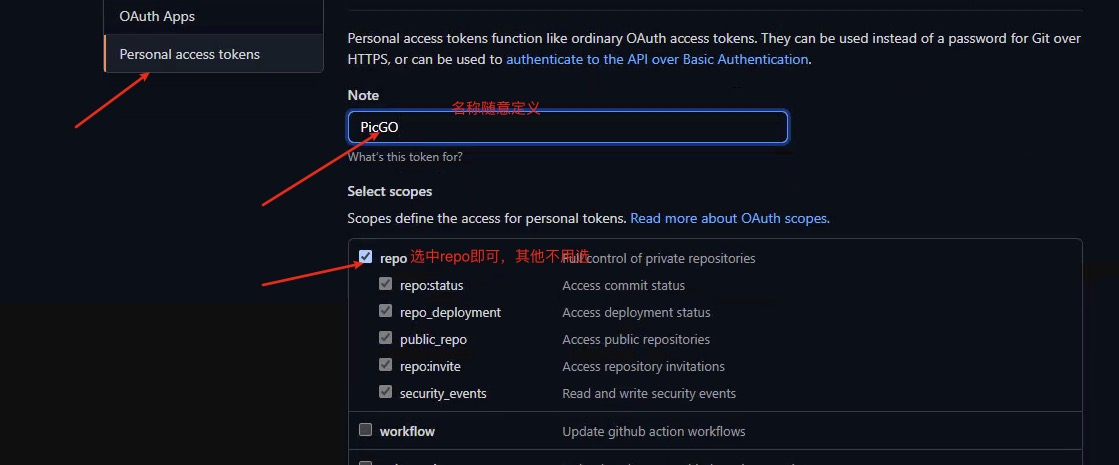 OAuth Apps
Personal access tokens
Personal access tokens function like ordinary OAuth access tokens. They can be used instead of a password for Git over
HTTPS, or can be used to authenticate to the API over Basic Authentication.
Note
名称随意定义
PicGO
What's this token for?
Select scopes
Scopes define the access for personal tokens. Read more about OAuth scopes.
repo 选中repo即可，其他不用选 Full control of private repositories
repo:status Access commit status
repo_deployment Access deployment status
public_repo Access public repositories
repo:invite Access repository invitations
security_events Read and write security events
workflow Update github action workflows